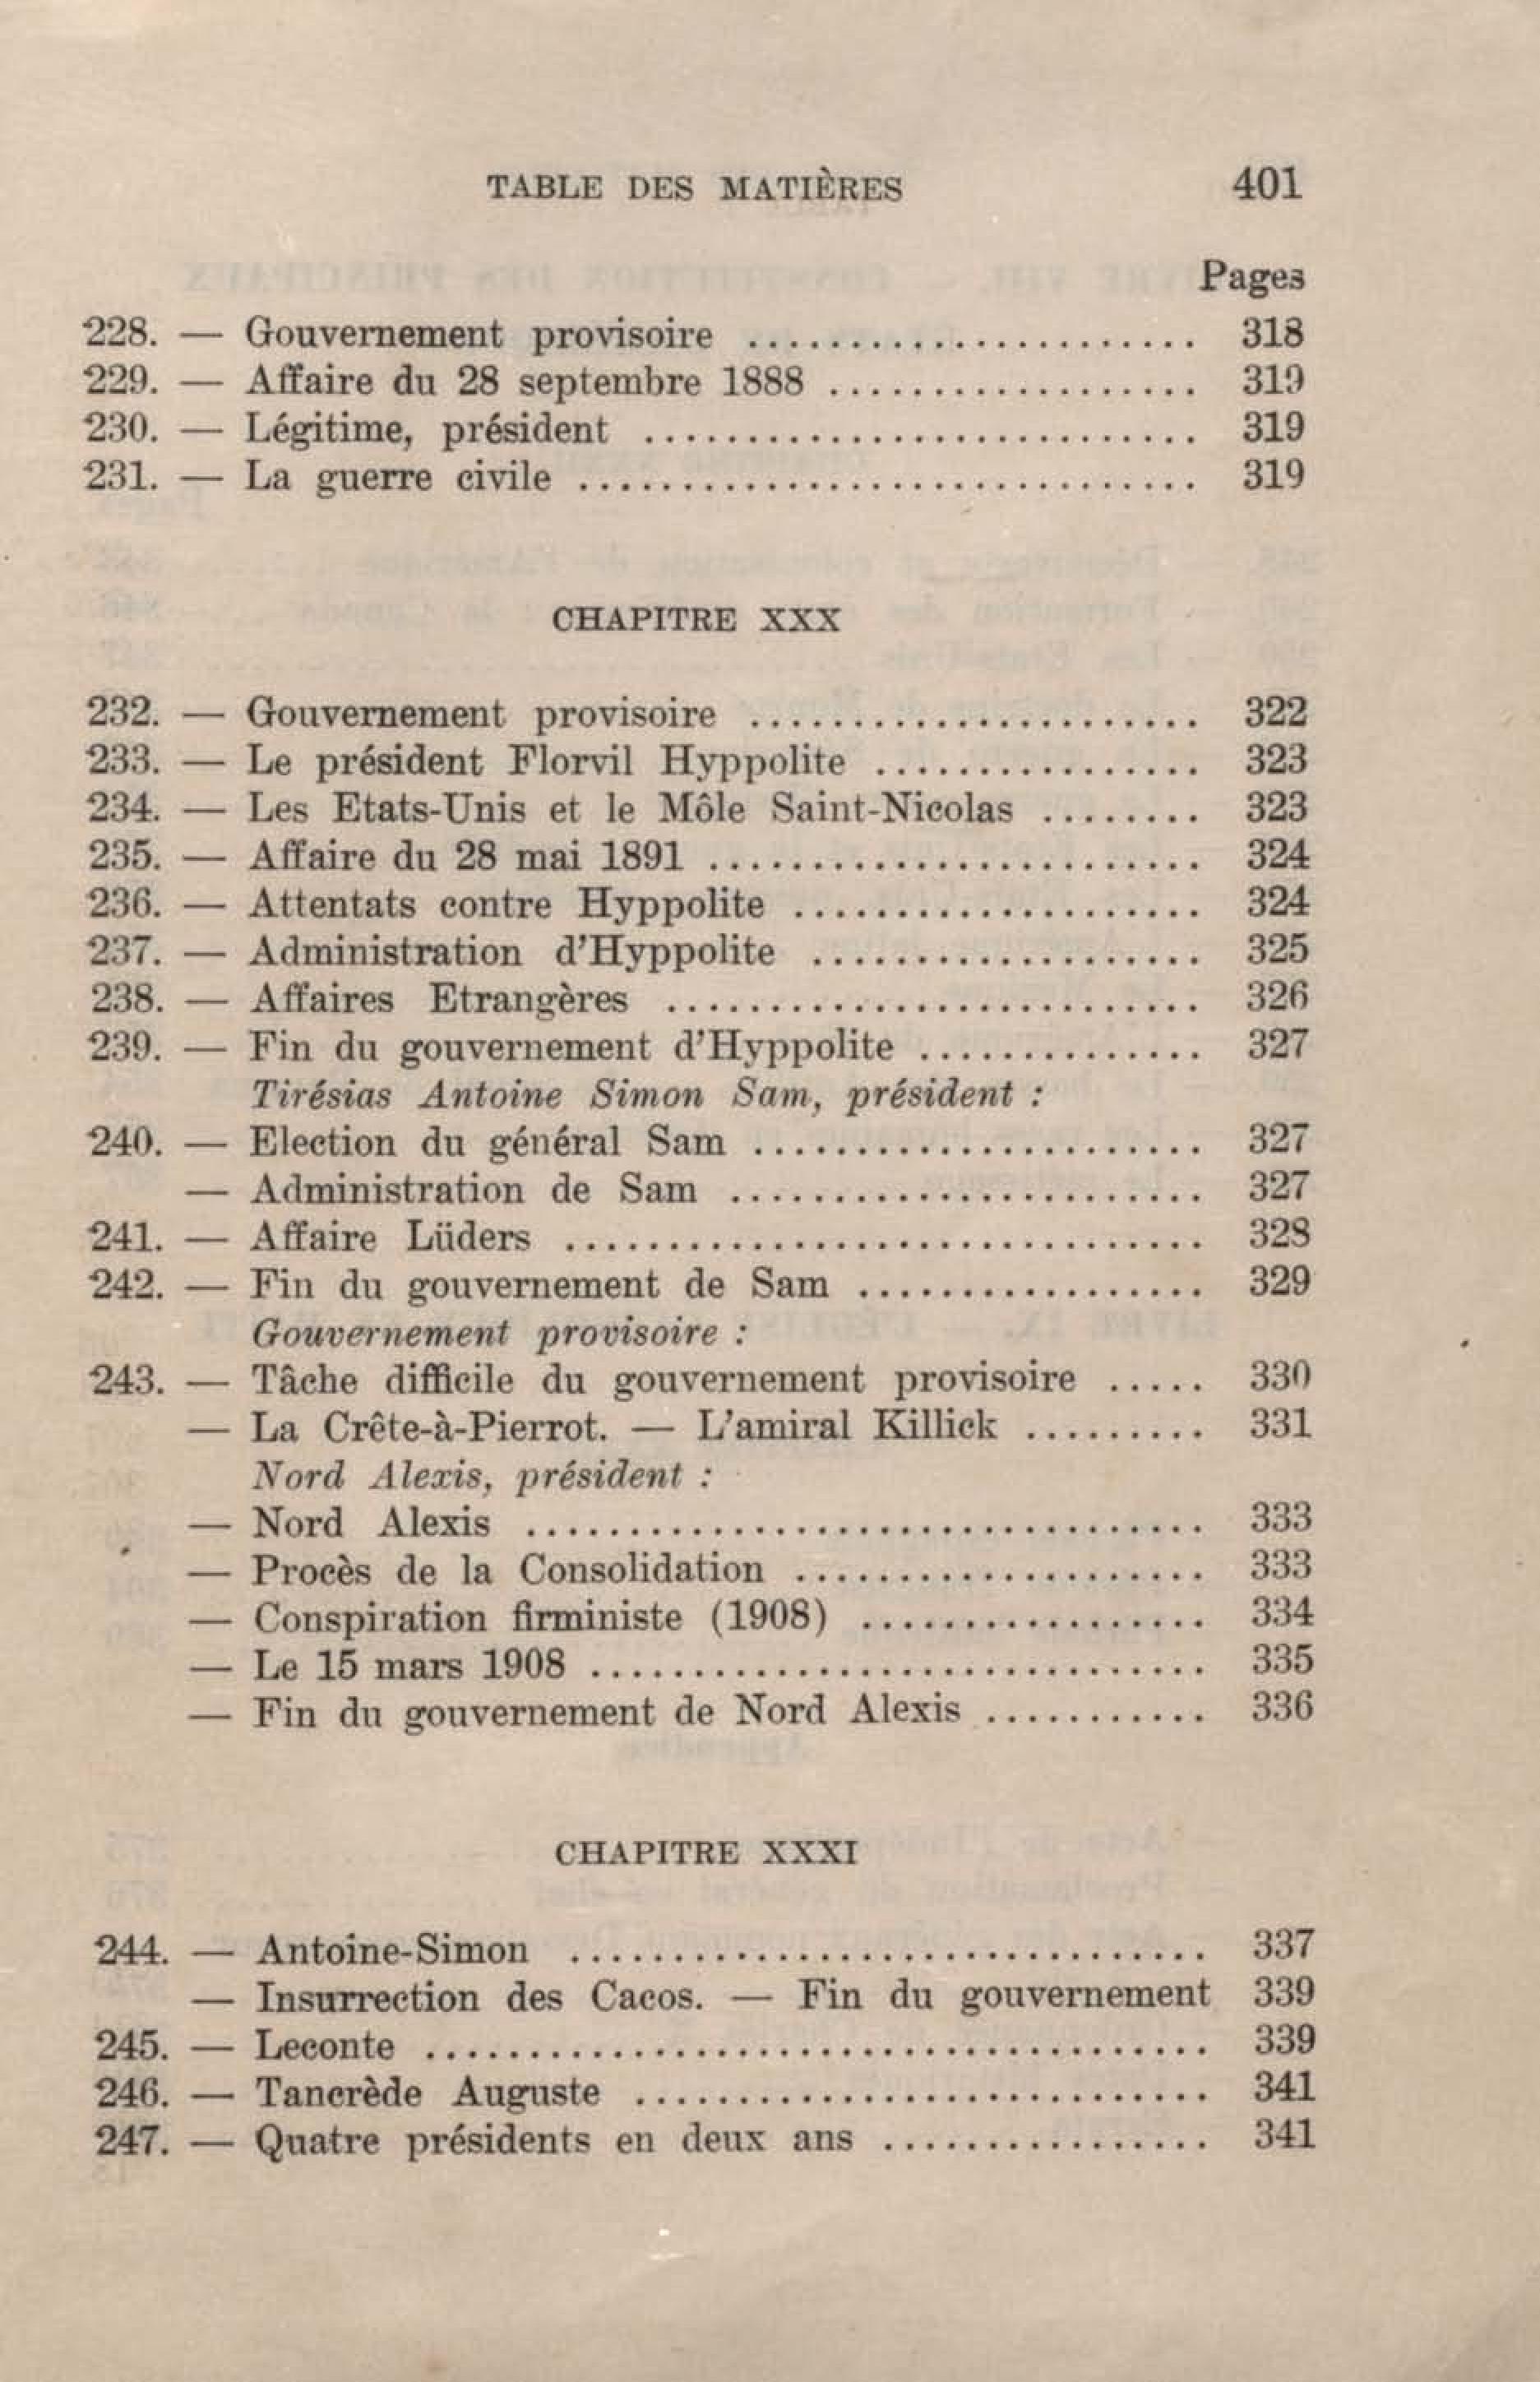 TABLE DES MATIÈRES 401
Pages
228. — Gouvernement provisoire ...................... 318
229. — Affaire du 28 septembre 1888 .................. 319
230. — Légitime, président ........................... 319
231. — La guerre civile .............................. 319
CHAPITRE XXX
232. — Gouvernement provisoire ...................... 322
233. — Le président Florvil Hyppolite ................ 323
234. — Les Etats-Unis et le Môle Saint-Nicolas ........ 323
235. — Affaire du 28 mai 1891 ........................ 324
236. — Attentats contre Hyppolite .................... 324
237. — Administration d'Hyppolite ................... 325
238. — Affaires Etrangères .......................... 326
239. — Fin du gouvernement d'Hyppolite .............. 327
Tirésias Antoine Simon Sam, président :
240. — Election du général Sam ...................... 327
— Administration de Sam ....................... 327
241. — Affaire Lüders ............................... 328
242. — Fin du gouvernement de Sam ................. 329
Gouvernement provisoire :
243. — Tâche difficile du gouvernement provisoire ..... 330
— La Crête-à-Pierrot. — L'amiral Killick ......... 331
Nord Alexis, président :
— Nord Alexis ................................. 333
— Procès de la Consolidation .................... 333
— Conspiration firministe (1908) ................. 334
— Le 15 mars 1908 .............................. 335
— Fin du gouvernement de Nord Alexis ........... 336
CHAPITRE XXXI
244. — Antoine-Simon ............................... 337
— Insurrection des Cacos. — Fin du gouvernement 339
245. — Leconte ...................................... 339
246. — Tancrède Auguste ............................ 341
247. — Quatre présidents en deux ans ................ 341